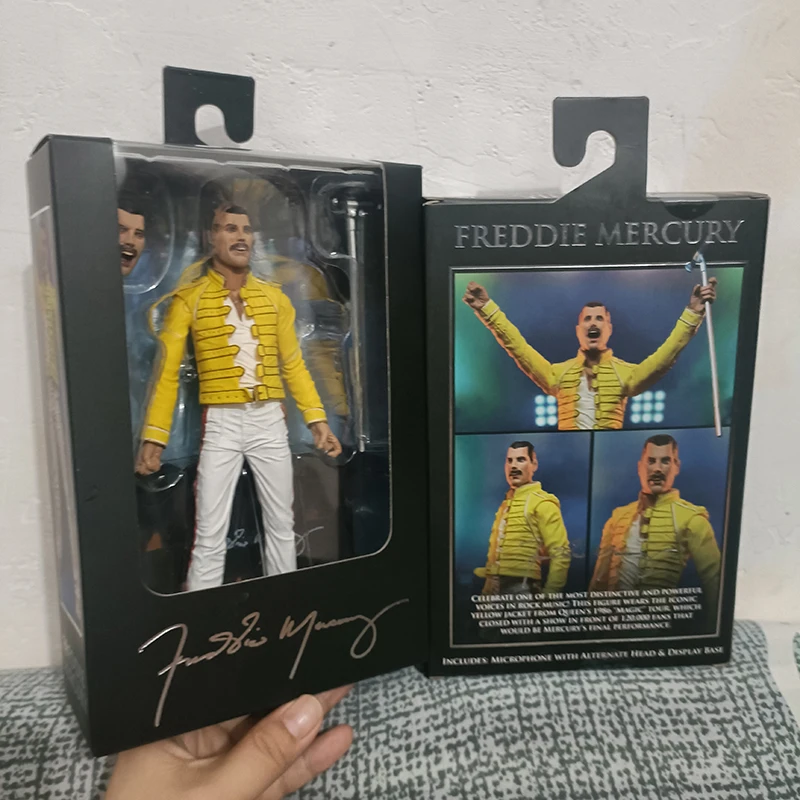 Freddie Mercury
FREDDIE MERCURY
CELEBRATE ONE OF THE MOST DISTINCTIVE AND POWERFUL
VOICES IN ROCK MUSIC! THIS FIGURE WEARS THE ICONIC
YELLOW JACKET FROM QUEEN'S 1986 "MAGIC" TOUR, WHICH
CLOSED WITH A SHOW IN FRONT OF 120,000 FANS THAT
WOULD BE MERCURY'S FINAL PERFORMANCE.
INCLUDES: MICROPHONE WITH ALTERNATE HEAD & DISPLAY BASE